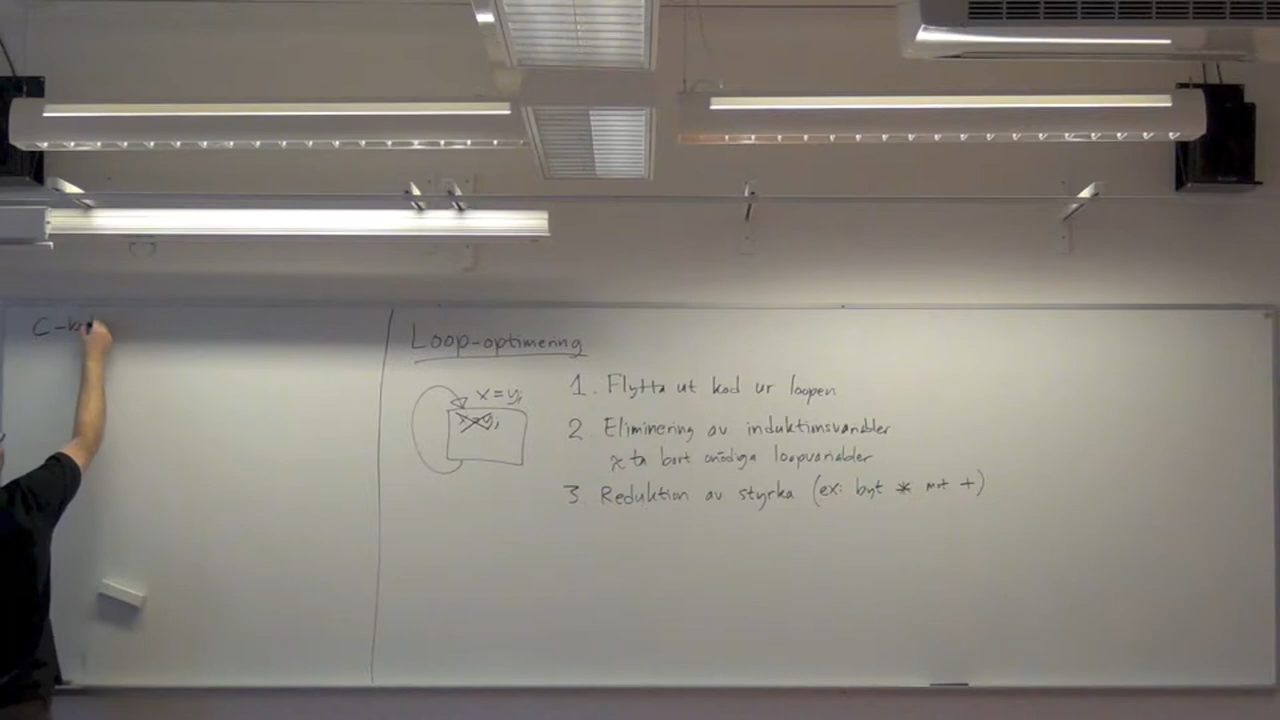 C-
Loop-optimering
x=y;
1. Flytta ut kod ur loopen
2. Eliminering av induktionsvariabler
ta bort onödiga loopvariabler
3 Reduktion av styrka (ex: byt * mot +)